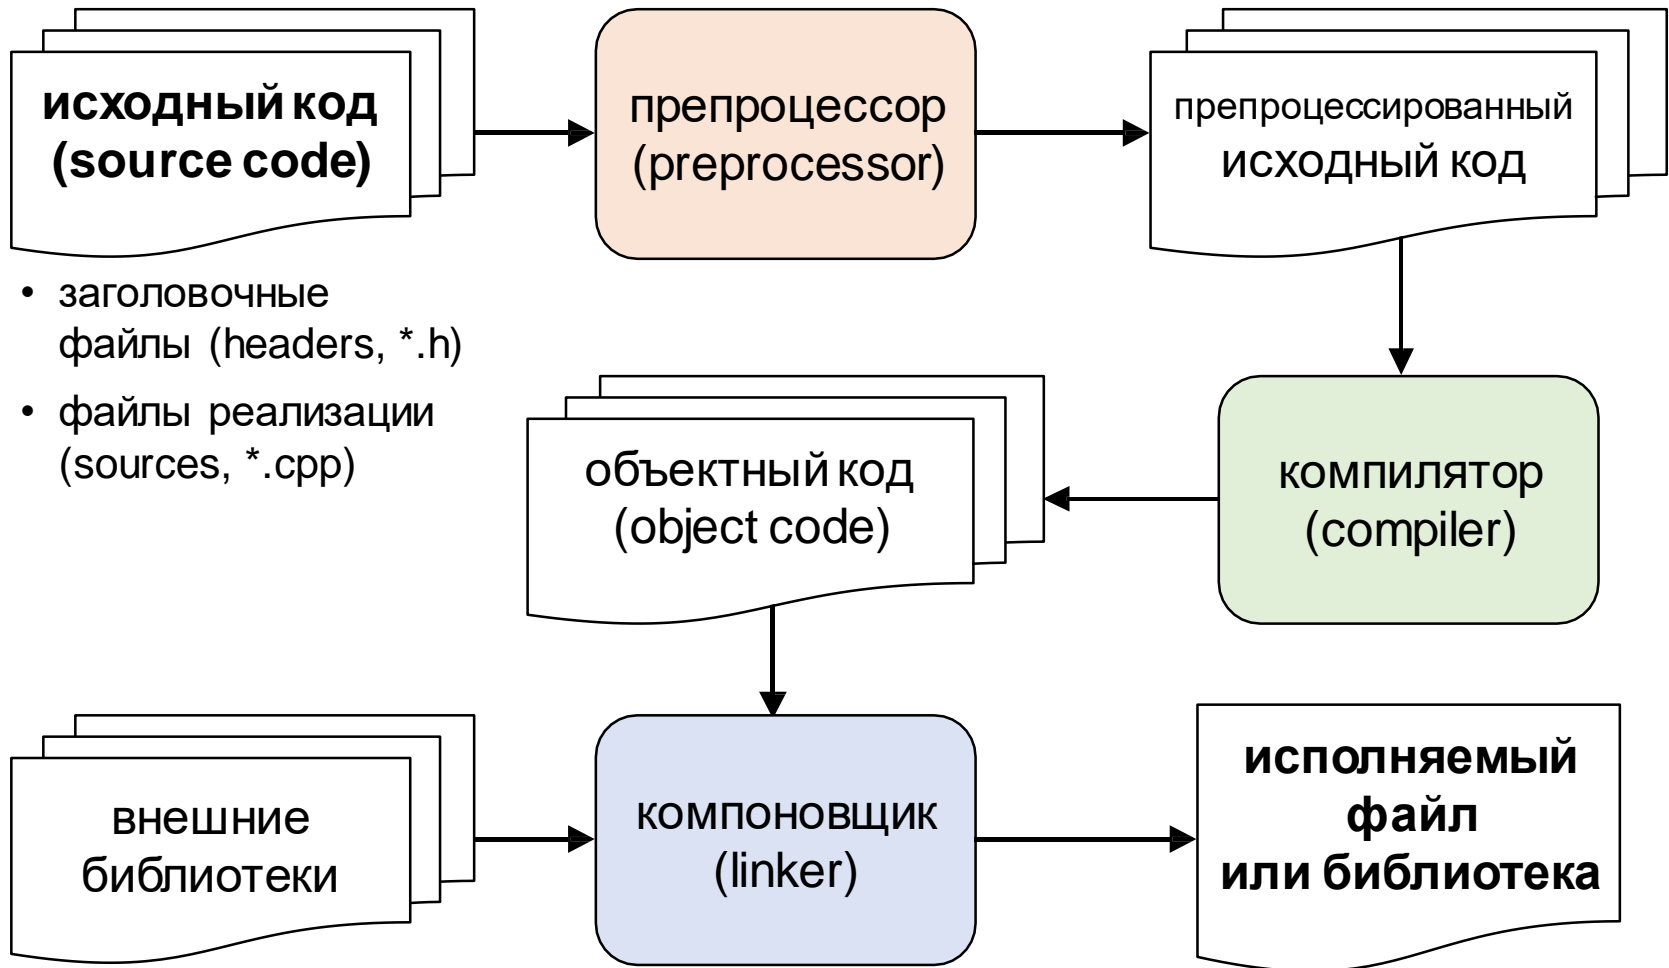 исходный код
(source code)
препроцессор
(preprocessor)
препроцессированный
исходный код
• заголовочные
файлы (headers, *.h)
• файлы реализации
(sources, *.cpp)
объектный код
(object code)
компилятор
(compiler)
внешние
библиотеки
компоновщик
(linker)
исполняемый
файл
или библиотека